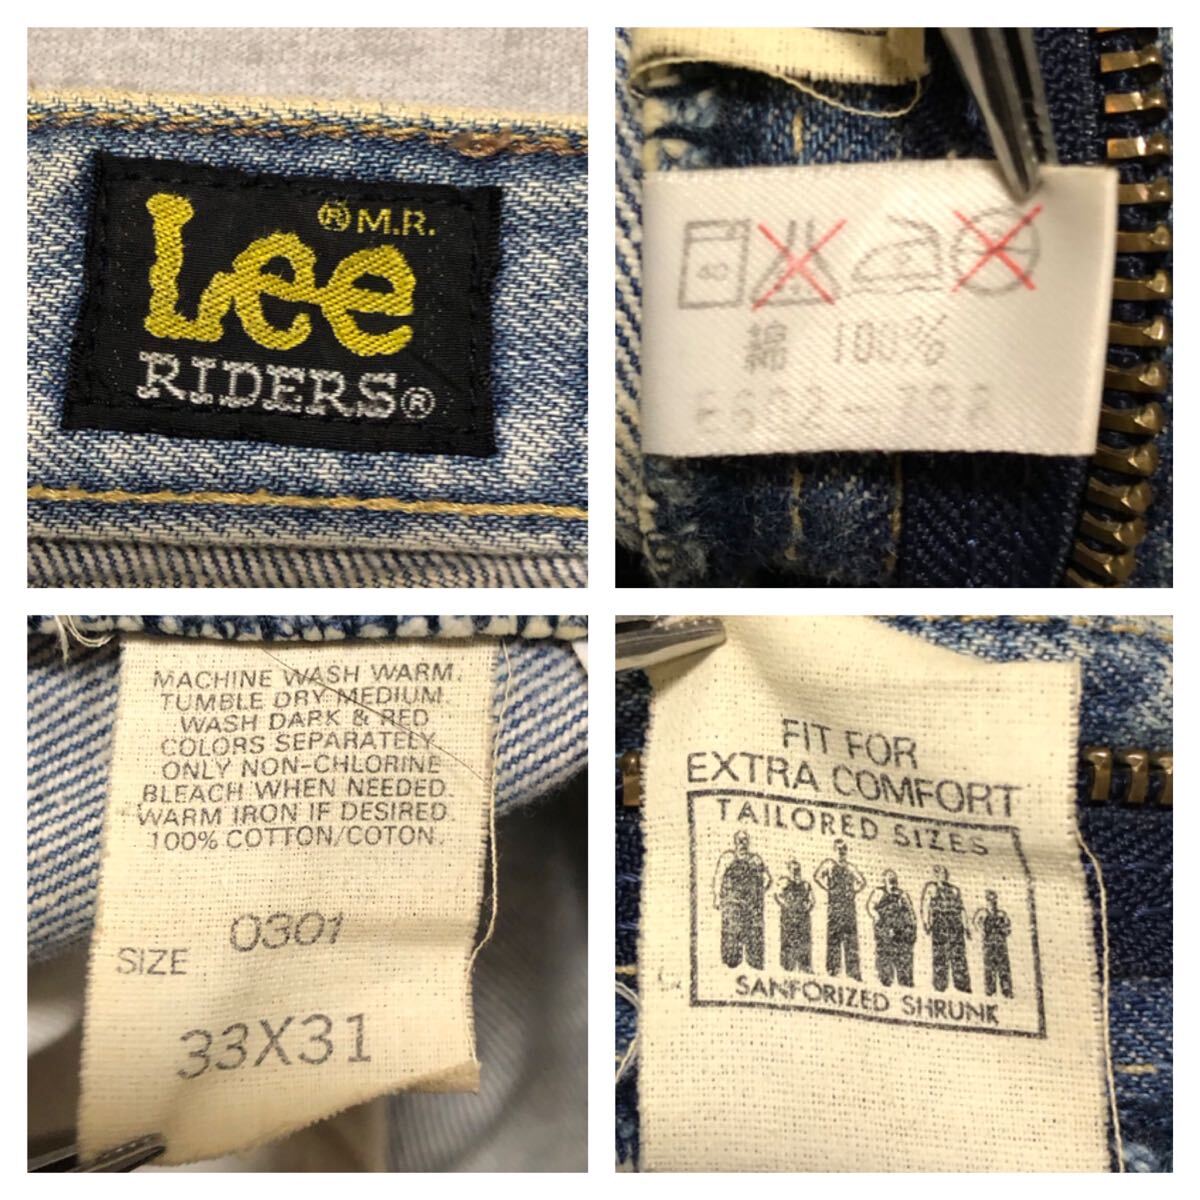 ® M.R.
Lee
RIDERS®
40
綿 100%
MACHINE WASH WARM.
TUMBLE DRY MEDIUM.
WASH DARK & RED
COLORS SEPARATELY.
ONLY NON-CHLORINE
BLEACH WHEN NEEDED.
WARM IRON IF DESIRED.
100% COTTON/COTON.
0301
SIZE
33X31
FIT FOR
EXTRA COMFORT
TAILORED SIZES
SANFORIZED SHRUNK